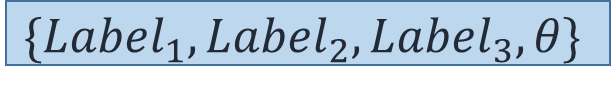 {Label₁, Label₂, Label₃, θ}